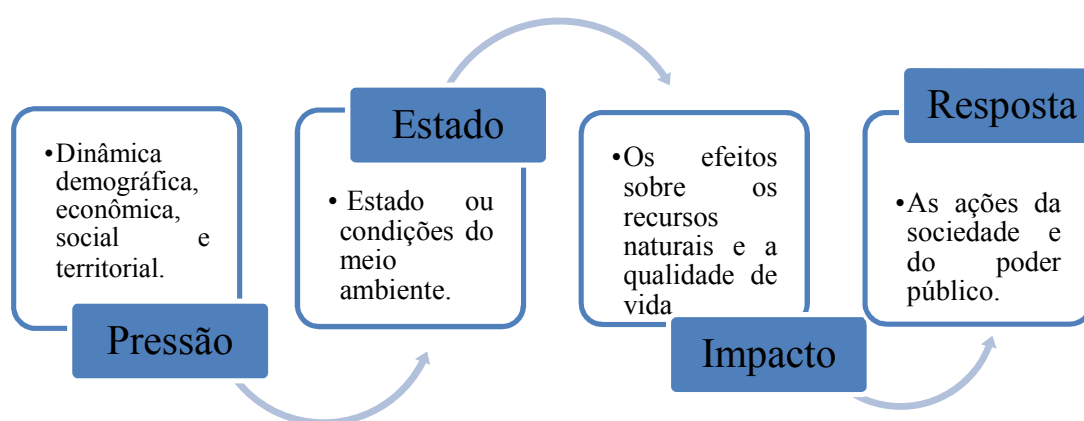 •Dinâmica
demográfica,
econômica,
social e
territorial.
Pressão
Estado
• Estado ou
condições do
meio
ambiente.
•Os efeitos
sobre os
recursos
naturais e a
qualidade de
vida
Impacto
Resposta
•As ações da
sociedade e
do poder
público.